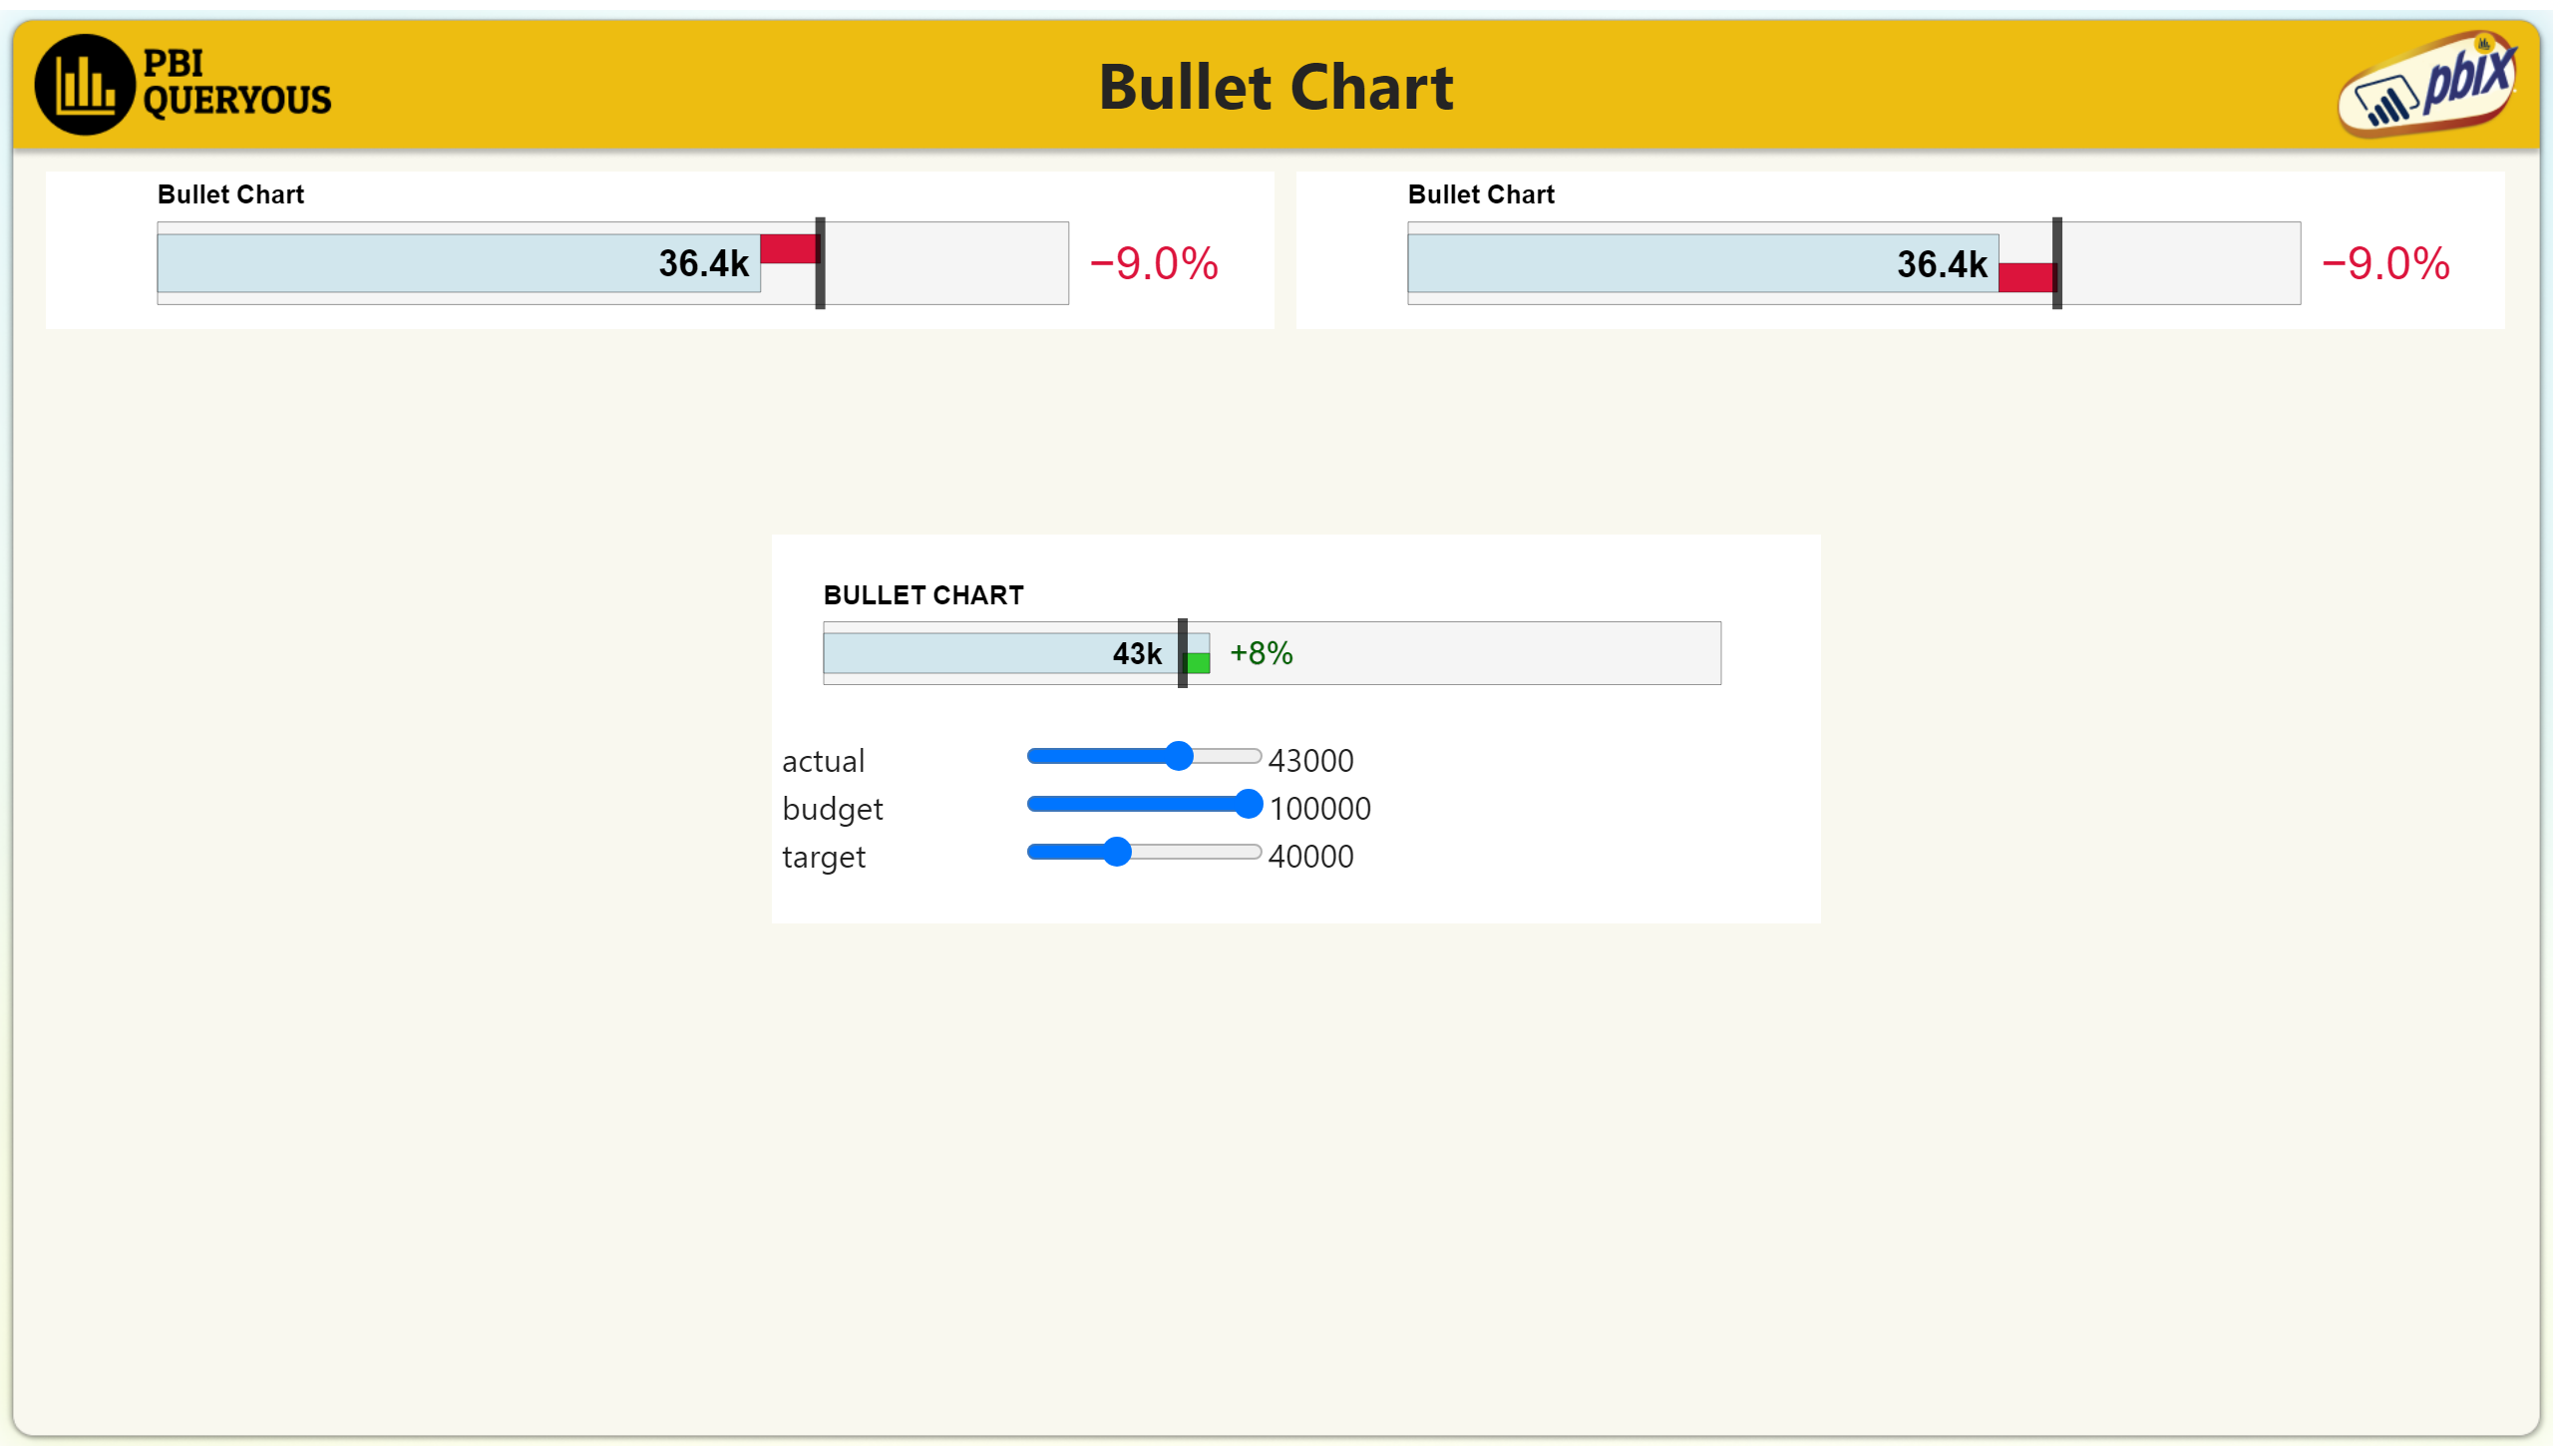 PBI
QUERYOUS
Bullet Chart
pbix
Bullet Chart
36.4k
−9.0%
Bullet Chart
36.4k
−9.0%
BULLET CHART
43k
+8%
actual
43000
budget
100000
target
40000